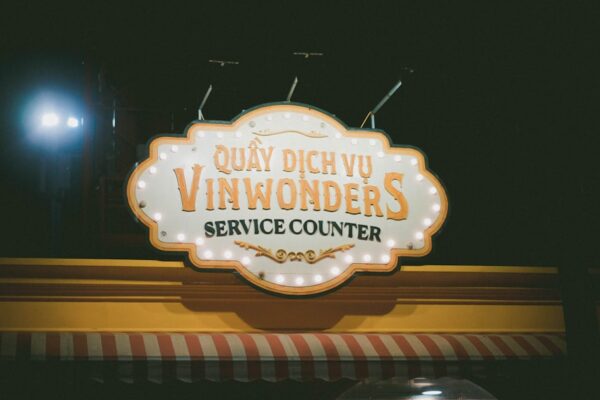 QUẦY DỊCH VỤ
VINWONDERS
SERVICE COUNTER